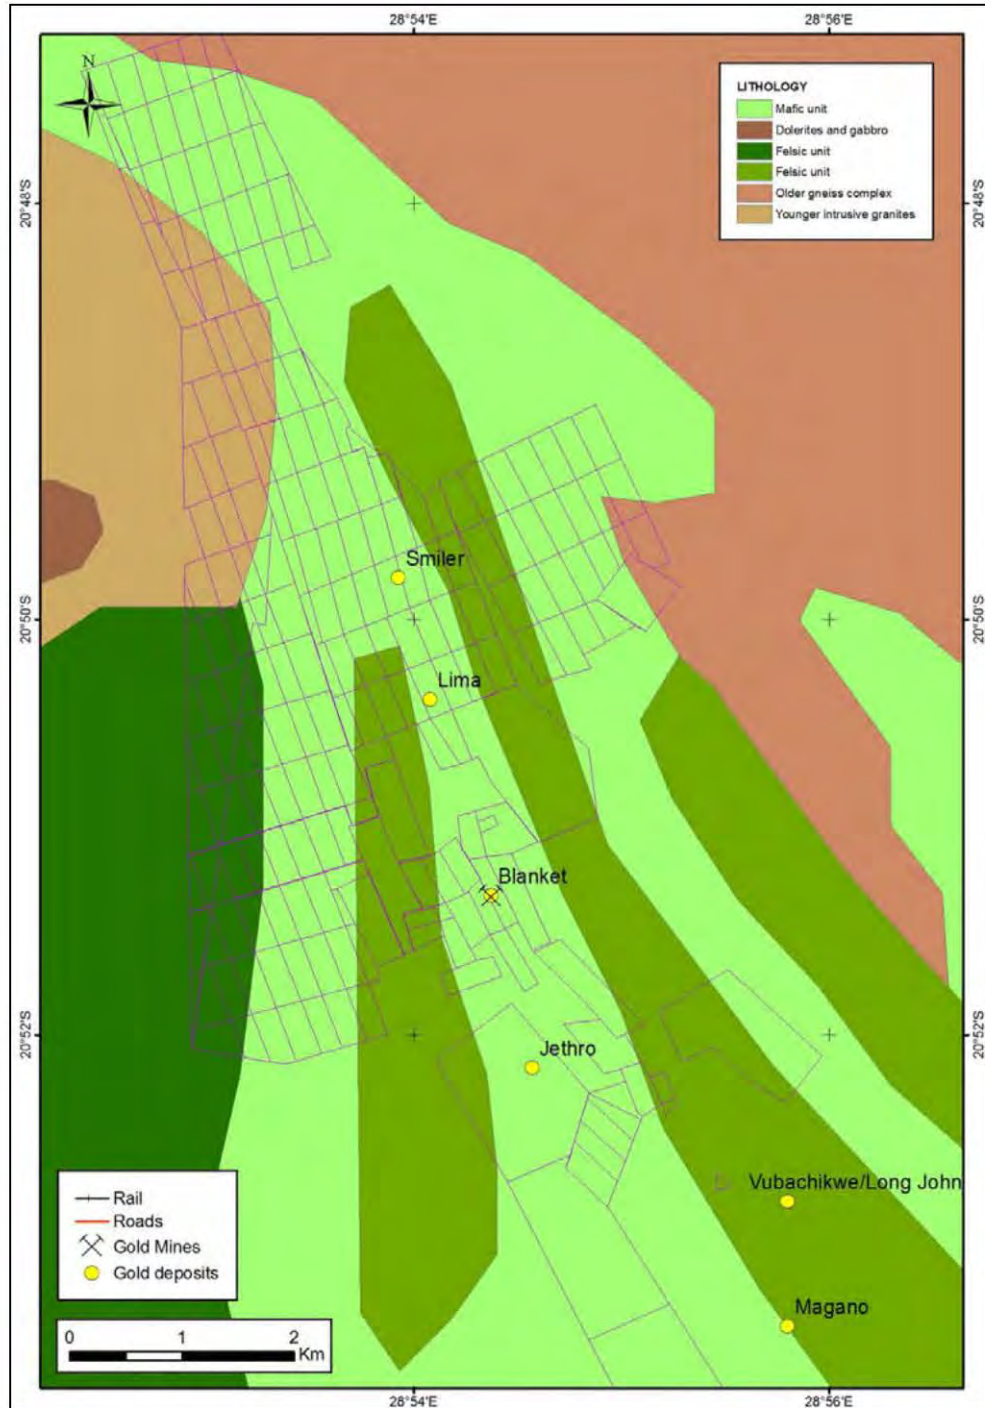 28°54'E
28°56'E
N
LITHOLOGY
Mafic unit
Dolerites and gabbro
Felsic unit
Felsic unit
Older gneiss complex
Younger intrusive granites
20°48'S
20°48'S
Smiler
20°50'S
20°50'S
Lima
Blanket
20°52'S
20°52'S
Jethro
Vubachikwe/Long John
Rail
Roads
Gold Mines
Gold deposits
Magano
0 1 2
Km
28°54'E
28°56'E